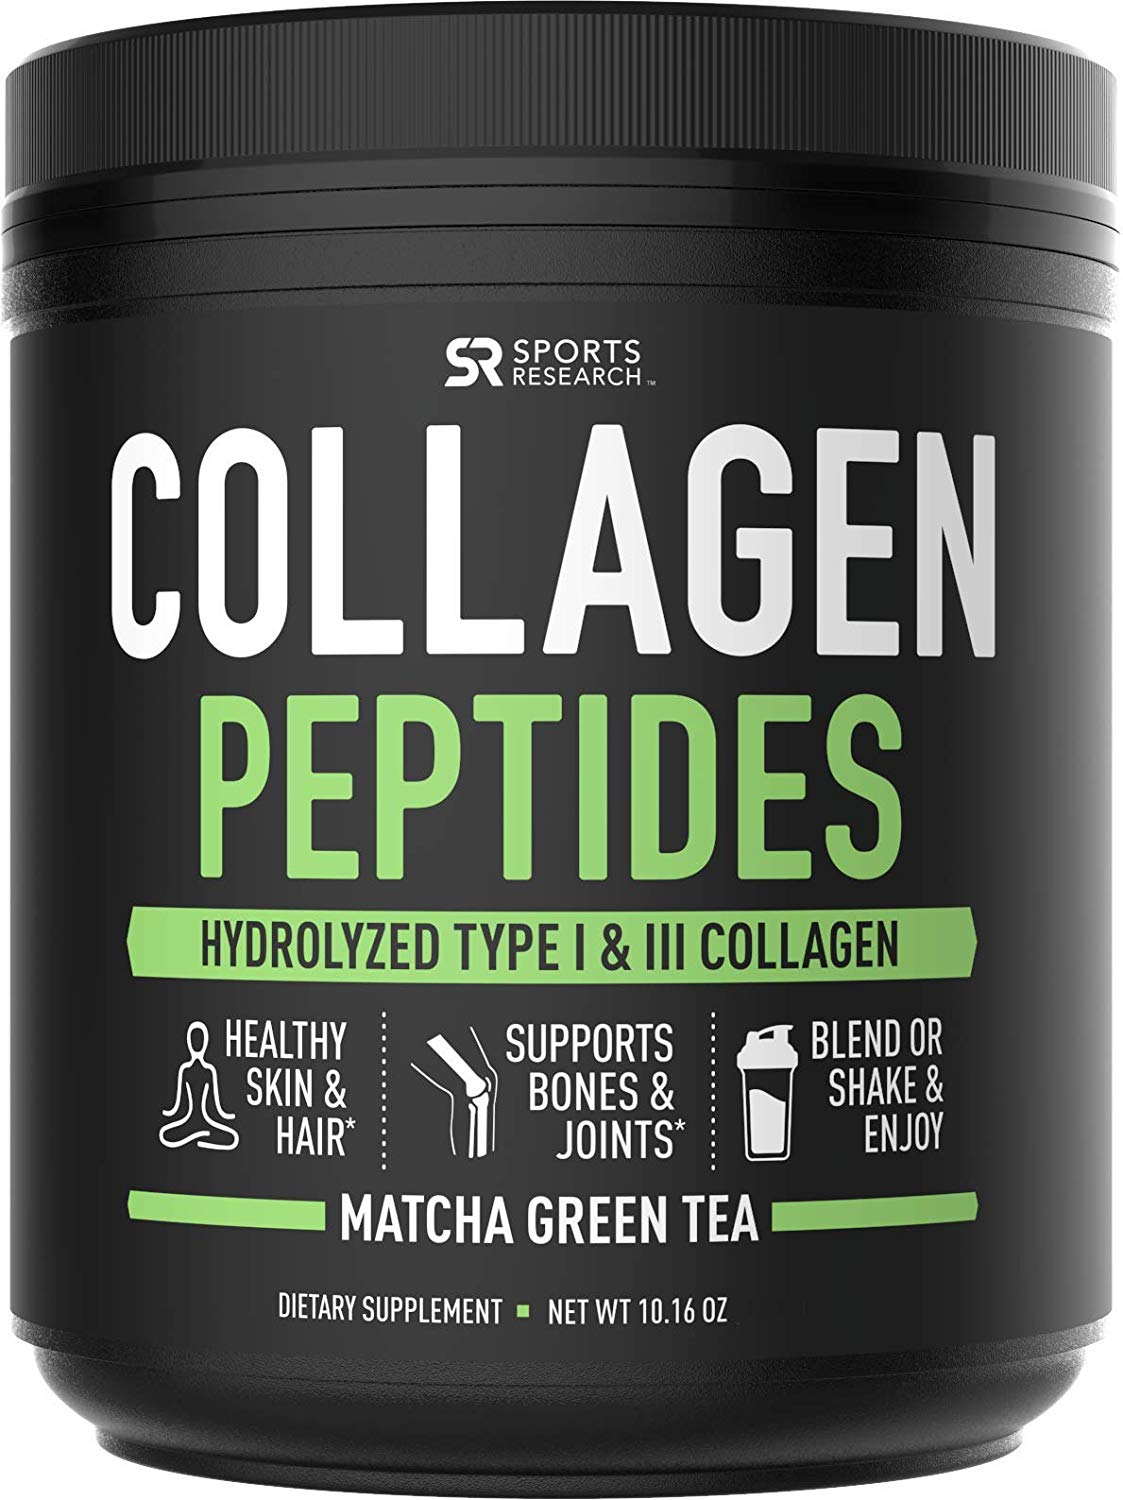 SR SPORTS
RESEARCH™
COLLAGEN
PEPTIDES
HYDROLYZED TYPE I & III COLLAGEN
HEALTHY
SKIN &
HAIR*
SUPPORTS
BONES &
JOINTS*
BLEND OR
SHAKE &
ENJOY
MATCHA GREEN TEA
DIETARY SUPPLEMENT ▪ NET WT 10.16 OZ